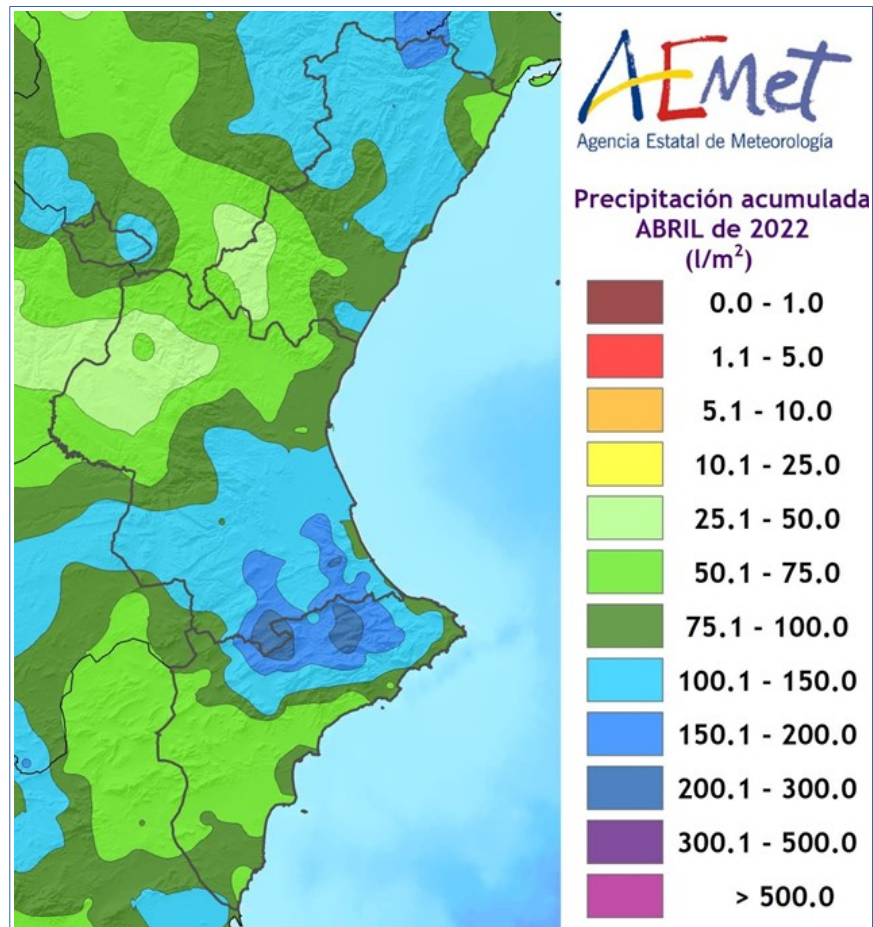 AEMet
Agencia Estatal de Meteorología
Precipitación acumulada
ABRIL de 2022
(l/m²)
0.0 - 1.0
1.1 - 5.0
5.1 - 10.0
10.1 - 25.0
25.1 - 50.0
50.1 - 75.0
75.1 - 100.0
100.1 - 150.0
150.1 - 200.0
200.1 - 300.0
300.1 - 500.0
> 500.0